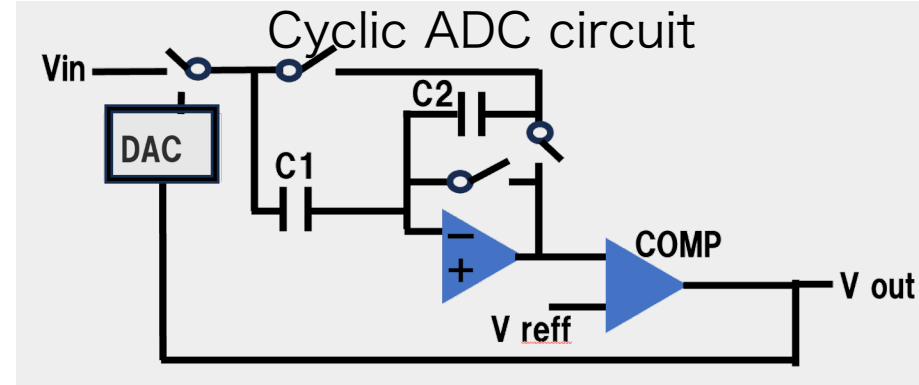 Cyclic ADC circuit
Vin
C2
DAC
C1
−
+
COMP
V out
V reff